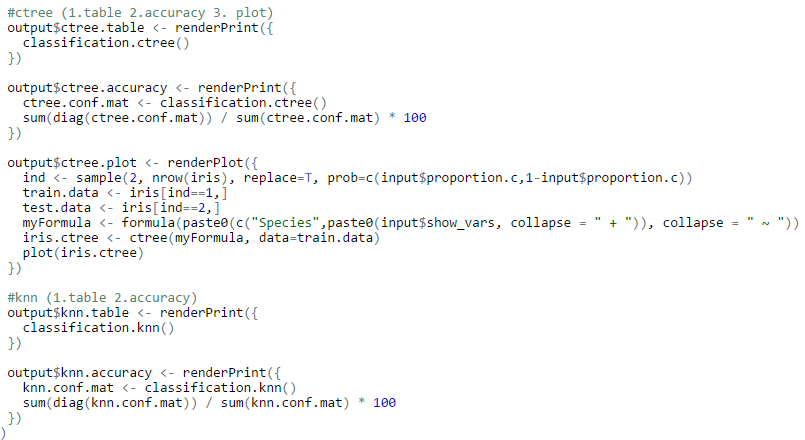 #ctree (1.table 2.accuracy 3. plot)
output$ctree.table <- renderPrint({
  classification.ctree()
})

output$ctree.accuracy <- renderPrint({
  ctree.conf.mat <- classification.ctree()
  sum(diag(ctree.conf.mat)) / sum(ctree.conf.mat) * 100
})

output$ctree.plot <- renderPlot({
  ind <- sample(2, nrow(iris), replace=T, prob=c(input$proportion.c,1-input$proportion.c))
  train.data <- iris[ind==1,]
  test.data <- iris[ind==2,]
  myFormula <- formula(paste0(c("Species",paste0(input$show_vars, collapse = " + ")), collapse = " ~ "))
  iris.ctree <- ctree(myFormula, data=train.data)
  plot(iris.ctree)
})

#knn (1.table 2.accuracy)
output$knn.table <- renderPrint({
  classification.knn()
})

output$knn.accuracy <- renderPrint({
  knn.conf.mat <- classification.knn()
  sum(diag(knn.conf.mat)) / sum(knn.conf.mat) * 100
})
)